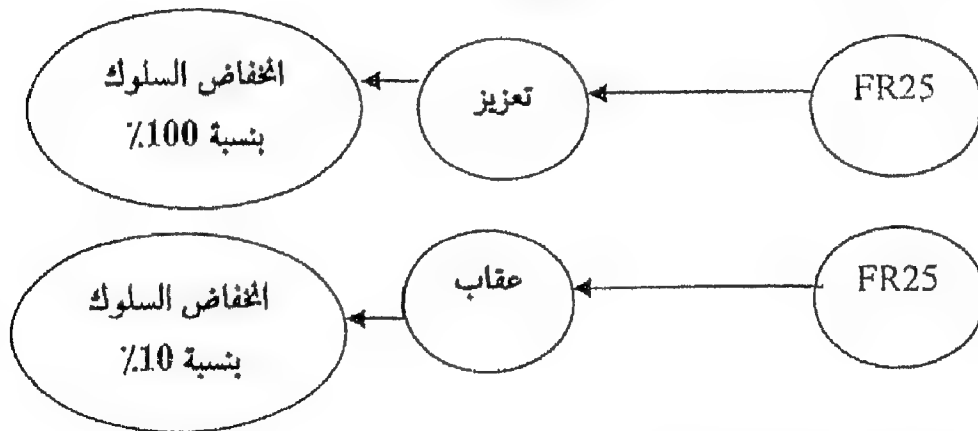 FR25
تعزيز
انخفاض السلوك
بنسبة 100٪
FR25
عقاب
انخفاض السلوك
بنسبة 10٪